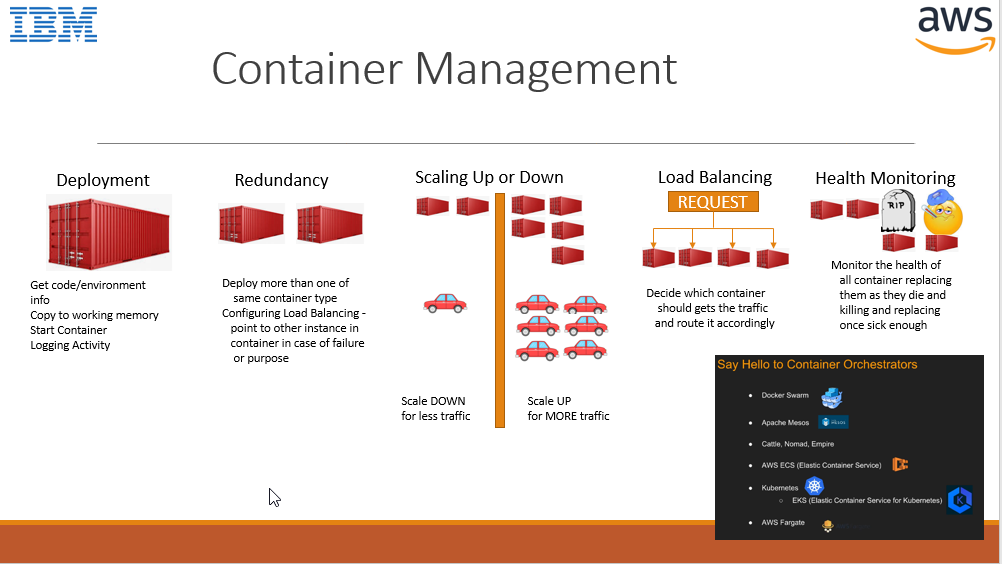 IBM
aws
Container Management
Deployment
Get code/environment
info
Copy to working memory
Start Container
Logging Activity
Redundancy
Deploy more than one of
same container type
Configuring Load Balancing -
point to other instance in
container in case of failure
or purpose
Scaling Up or Down
Scale DOWN
for less traffic
Scale UP
for MORE traffic
Load Balancing
REQUEST
Decide which container
should gets the traffic
and route it accordingly
Health Monitoring
RIP
Monitor the health of
all container replacing
them as they die and
killing and replacing
once sick enough
Say Hello to Container Orchestrators
● Docker Swarm
● Apache Mesos
● Cattle, Nomad, Empire
● AWS ECS (Elastic Container Service)
● Kubernetes
○ EKS (Elastic Container Service for Kubernetes)
K
● AWS Fargate